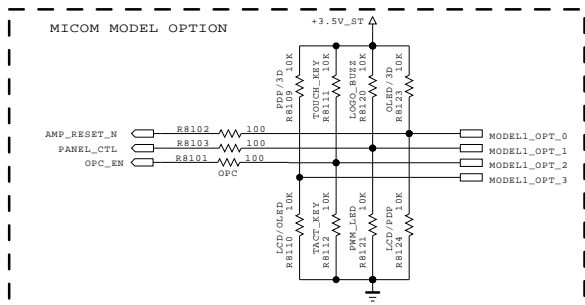 MICOM MODEL OPTION
+3.5V_ST
PDP/3D
R8109 10K
TOUCH_KEY
R8111 10K
LOGO_BUZZ
R8120 10K
OLED/3D
R8123 10K
AMP_RESET_N
R8102 100
MODEL1_OPT_0
PANEL_CTL
R8103 100
MODEL1_OPT_1
OPC_EN
R8101 100
OPC
MODEL1_OPT_2
MODEL1_OPT_3
LCD/OLED
R8110 10K
TACT_KEY
R8112 10K
PWM_LED
R8121 10K
LCD/PDP
R8124 10K